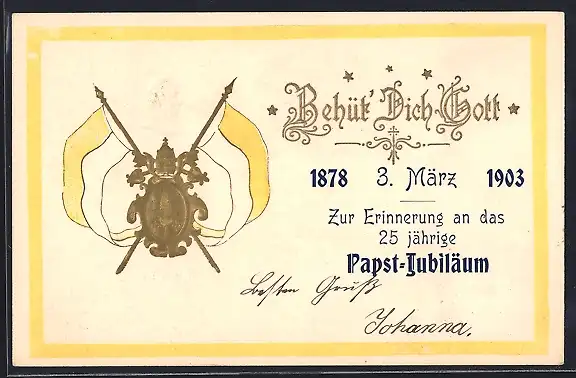 Behüt' Dich Gott
1878 3. März 1903
Zur Erinnerung an das
25 jährige
Papst-Jubiläum
Besten Gruß
Johanna.